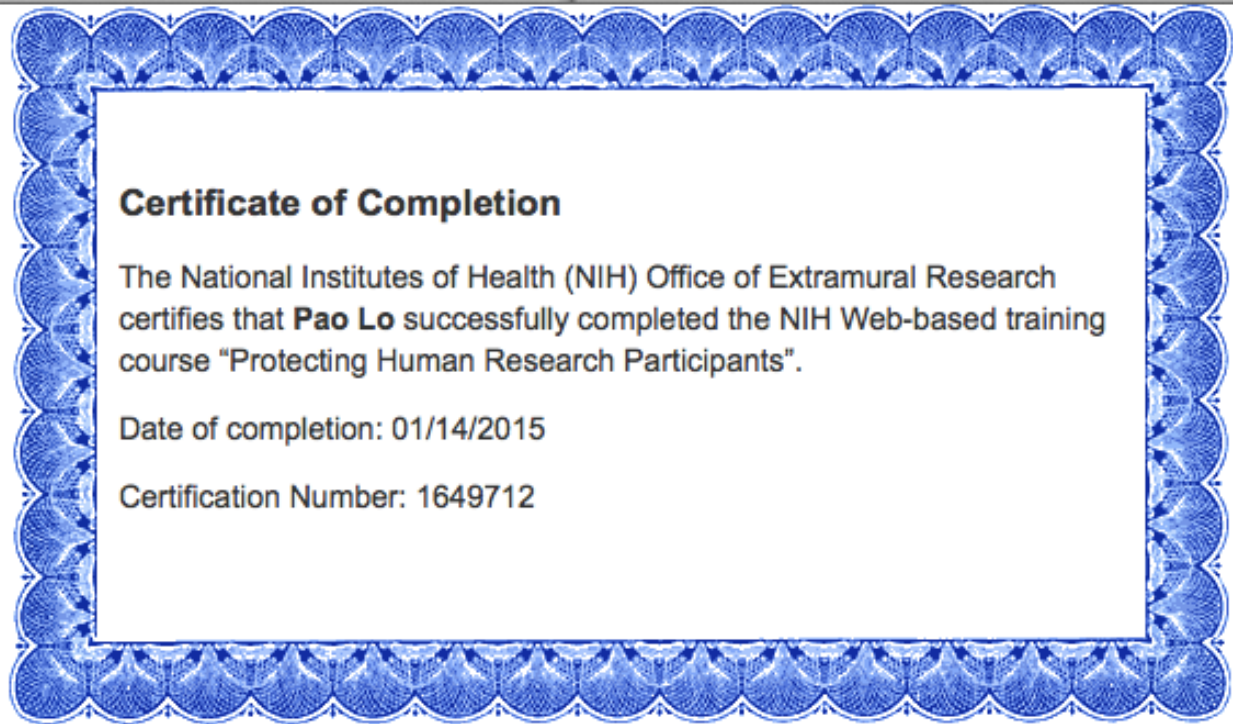 Certificate of Completion
The National Institutes of Health (NIH) Office of Extramural Research
certifies that Pao Lo successfully completed the NIH Web-based training
course “Protecting Human Research Participants”.
Date of completion: 01/14/2015
Certification Number: 1649712